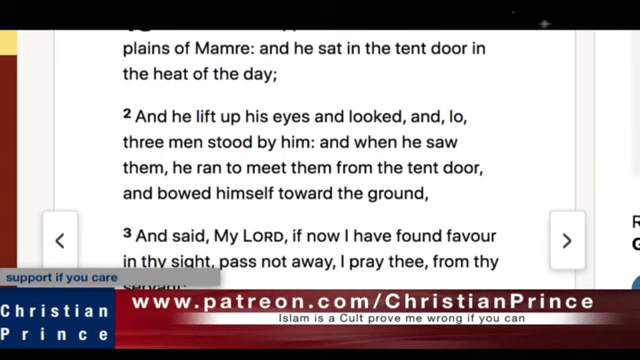 plains of Mamre: and he sat in the tent door in
the heat of the day;
2 And he lift up his eyes and looked, and, lo,
three men stood by him: and when he saw
them, he ran to meet them from the tent door,
and bowed himself toward the ground,
3 And said, My LORD, if now I have found favour
in thy sight, pass not away, I pray thee, from thy
servant:
support if you care
Christian
Prince
www.patreon.com/ChristianPrince
Islam is a Cult prove me wrong if you can